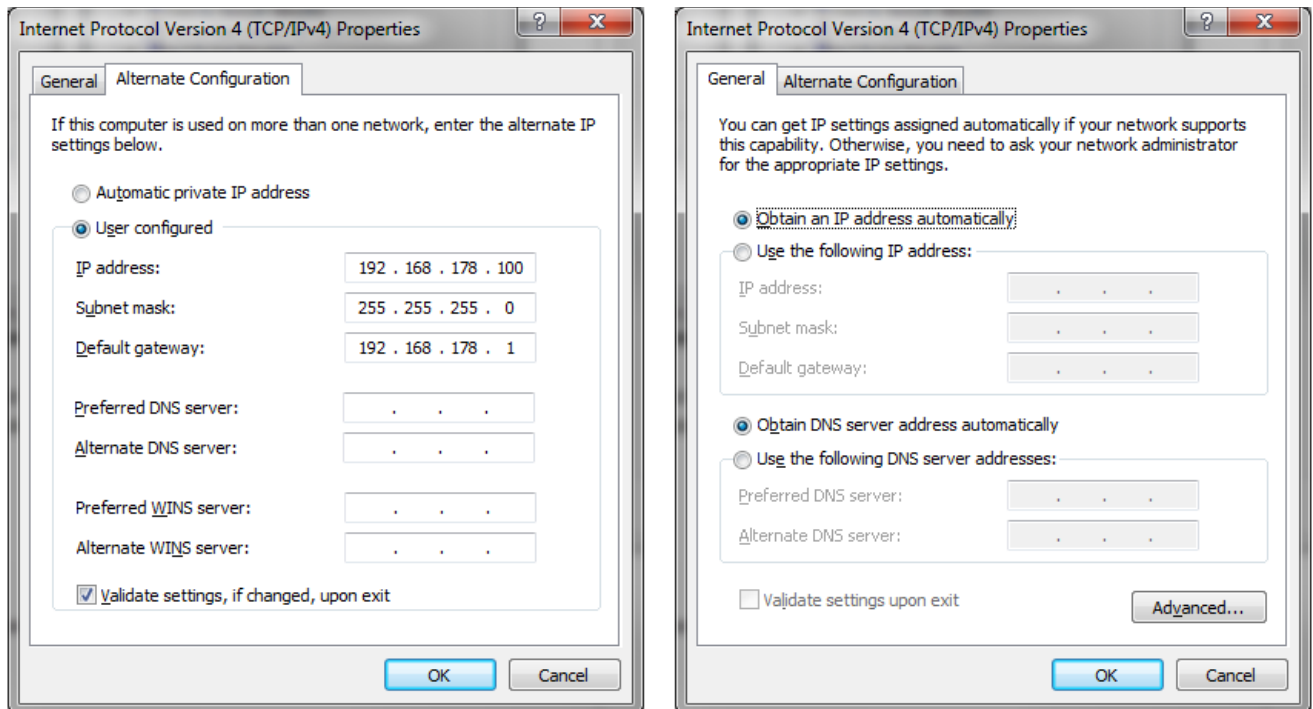 Internet Protocol Version 4 (TCP/IPv4) Properties
General
Alternate Configuration
If this computer is used on more than one network, enter the alternate IP
settings below.
Automatic private IP address
User configured
IP address: 192 . 168 . 178 . 100
Subnet mask: 255 . 255 . 255 . 0
Default gateway: 192 . 168 . 178 . 1
Preferred DNS server: . . .
Alternate DNS server: . . .
Preferred WINS server: . . .
Alternate WINS server: . . .
Validate settings, if changed, upon exit
OK
Cancel
Internet Protocol Version 4 (TCP/IPv4) Properties
General
Alternate Configuration
You can get IP settings assigned automatically if your network supports
this capability. Otherwise, you need to ask your network administrator
for the appropriate IP settings.
Obtain an IP address automatically
Use the following IP address:
IP address: . . .
Subnet mask: . . .
Default gateway: . . .
Obtain DNS server address automatically
Use the following DNS server addresses:
Preferred DNS server: . . .
Alternate DNS server: . . .
Validate settings upon exit
Advanced...
OK
Cancel